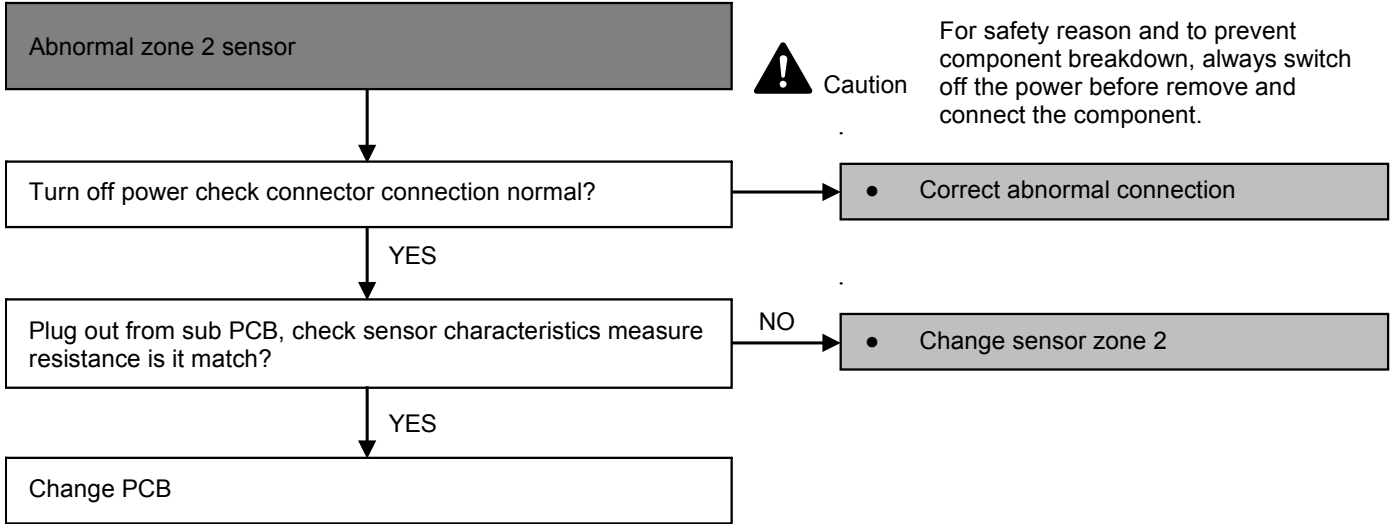 Abnormal zone 2 sensor
Caution
For safety reason and to prevent
component breakdown, always switch
off the power before remove and
connect the component.
.
Turn off power check connector connection normal?
● Correct abnormal connection
YES
.
Plug out from sub PCB, check sensor characteristics measure
resistance is it match?
NO
● Change sensor zone 2
YES
Change PCB